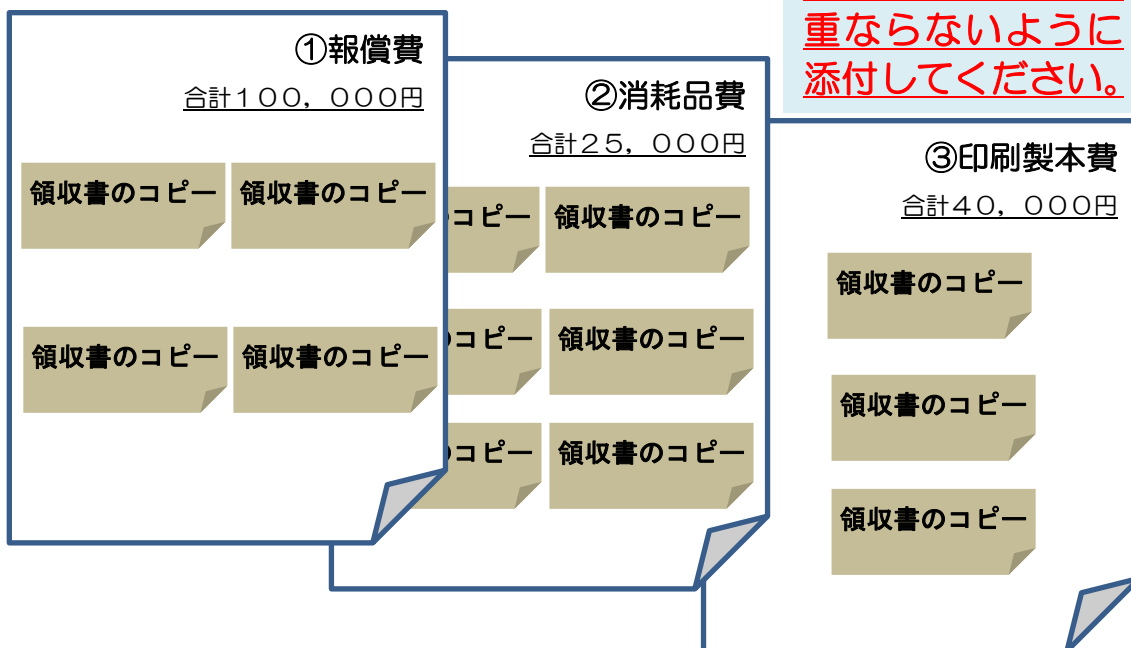 ①報償費
合計１００，０００円
領収書のコピー 領収書のコピー
領収書のコピー 領収書のコピー
②消耗品費
合計２５，０００円
コピー 領収書のコピー
コピー 領収書のコピー
コピー 領収書のコピー
重ならないように
添付してください。
③印刷製本費
合計４０，０００円
領収書のコピー
領収書のコピー
領収書のコピー